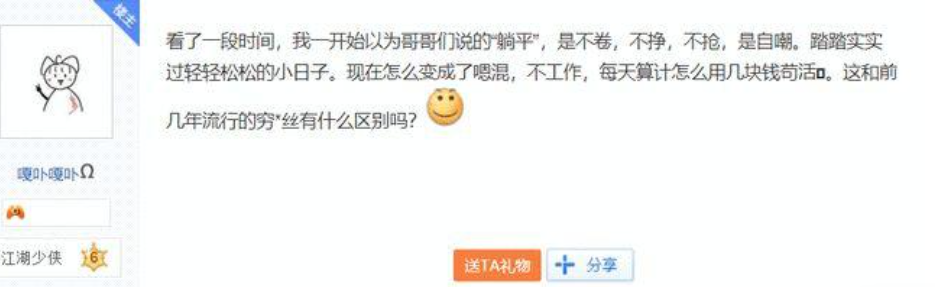 楼主
看了一段时间，我一开始以为哥哥们说的“躺平”，是不卷，不挣，不抢，是自嘲。踏踏实实
过轻轻松松的小日子。现在怎么变成了嗯混，不工作，每天算计怎么用几块钱苟活。这和前
几年流行的穷*丝有什么区别吗？
嘎卟嘎卟Ω
江湖少侠 6
送TA礼物
分享